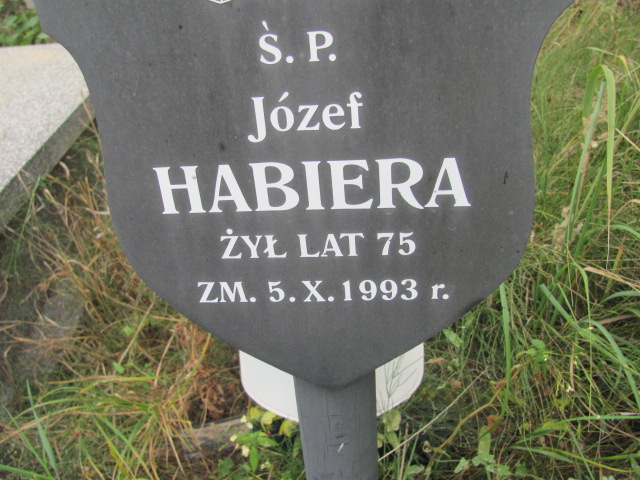 Ś. P.
Józef
HABIERA
ŻYŁ LAT 75
ZM. 5. X. 1993 r.